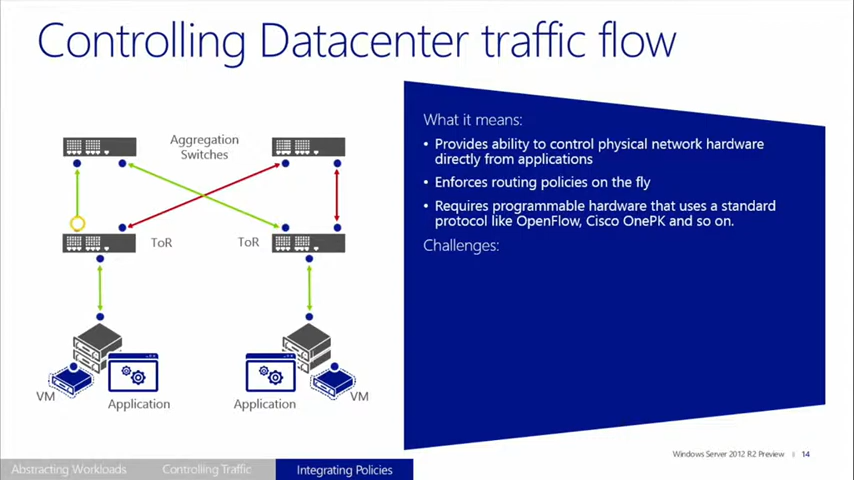 Controlling Datacenter traffic flow
Aggregation
Switches
ToR
ToR
VM
Application
Application
VM
What it means:
• Provides ability to control physical network hardware
directly from applications
• Enforces routing policies on the fly
• Requires programmable hardware that uses a standard
protocol like OpenFlow, Cisco OnePK and so on.
Challenges:
Windows Server 2012 R2 Preview | 14
Abstracting Workloads
Controlling Traffic
Integrating Policies